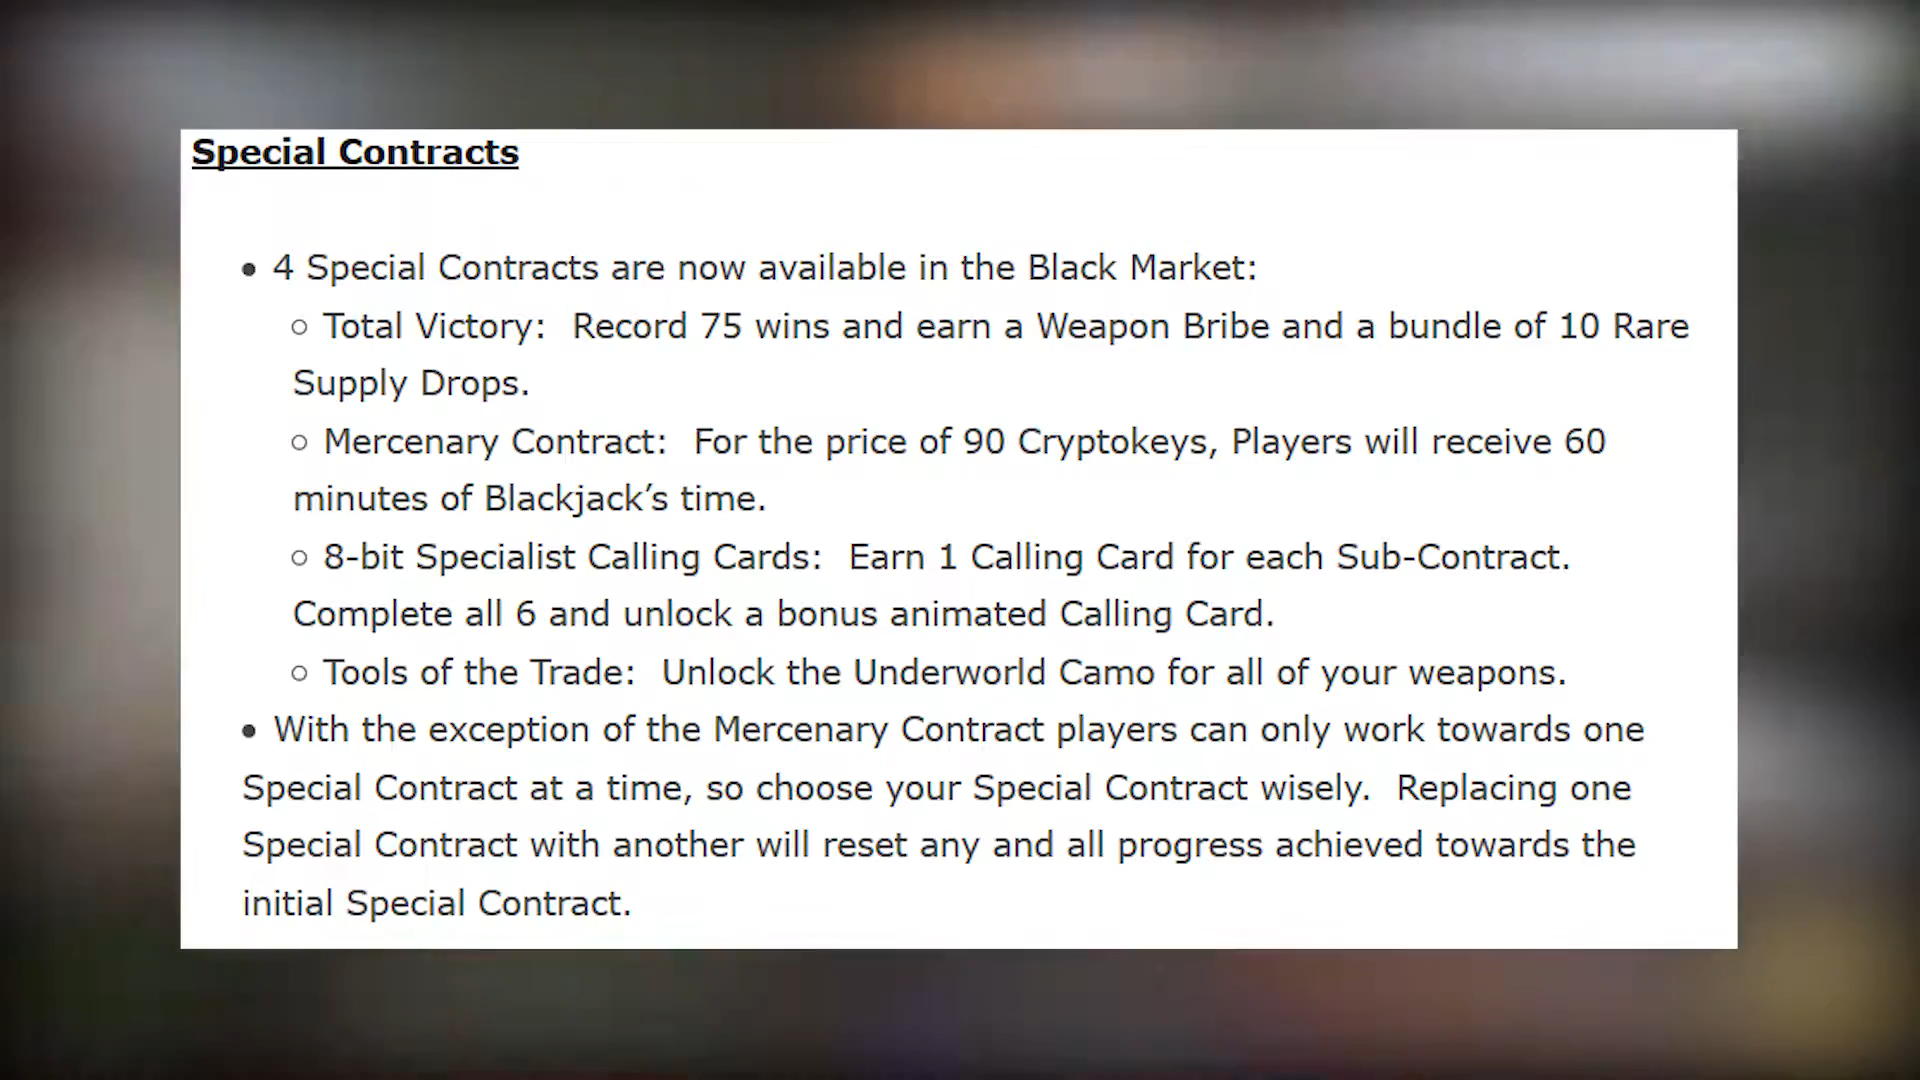 Special Contracts
• 4 Special Contracts are now available in the Black Market:
○ Total Victory:  Record 75 wins and earn a Weapon Bribe and a bundle of 10 Rare
Supply Drops.
○ Mercenary Contract:  For the price of 90 Cryptokeys, Players will receive 60
minutes of Blackjack’s time.
○ 8-bit Specialist Calling Cards:  Earn 1 Calling Card for each Sub-Contract.
Complete all 6 and unlock a bonus animated Calling Card.
○ Tools of the Trade:  Unlock the Underworld Camo for all of your weapons.
• With the exception of the Mercenary Contract players can only work towards one
Special Contract at a time, so choose your Special Contract wisely.  Replacing one
Special Contract with another will reset any and all progress achieved towards the
initial Special Contract.